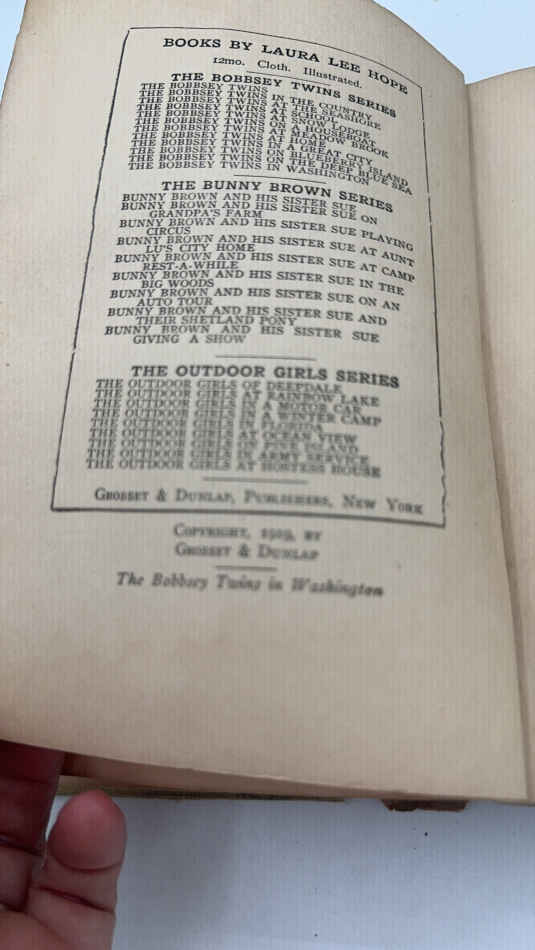 BOOKS BY LAURA LEE HOPE
12mo. Cloth. Illustrated.
THE BOBBSEY TWINS SERIES
THE BOBBSEY TWINS
THE BOBBSEY TWINS IN THE COUNTRY
THE BOBBSEY TWINS AT THE SEASHORE
THE BOBBSEY TWINS AT SCHOOL
THE BOBBSEY TWINS AT SNOW LODGE
THE BOBBSEY TWINS ON A HOUSEBOAT
THE BOBBSEY TWINS AT MEADOW BROOK
THE BOBBSEY TWINS AT HOME
THE BOBBSEY TWINS IN A GREAT CITY
THE BOBBSEY TWINS ON BLUEBERRY ISLAND
THE BOBBSEY TWINS ON THE DEEP BLUE SEA
THE BOBBSEY TWINS IN WASHINGTON
THE BUNNY BROWN SERIES
BUNNY BROWN AND HIS SISTER SUE
BUNNY BROWN AND HIS SISTER SUE ON
GRANDPA'S FARM
BUNNY BROWN AND HIS SISTER SUE PLAYING
CIRCUS
BUNNY BROWN AND HIS SISTER SUE AT AUNT
LU'S CITY HOME
BUNNY BROWN AND HIS SISTER SUE AT CAMP
REST-A-WHILE
BUNNY BROWN AND HIS SISTER SUE IN THE
BIG WOODS
BUNNY BROWN AND HIS SISTER SUE ON AN
AUTO TOUR
BUNNY BROWN AND HIS SISTER SUE AND
THEIR SHETLAND PONY
BUNNY BROWN AND HIS SISTER SUE
GIVING A SHOW
THE OUTDOOR GIRLS SERIES
THE OUTDOOR GIRLS OF DEEPDALE
THE OUTDOOR GIRLS AT RAINBOW LAKE
THE OUTDOOR GIRLS IN A MOTOR CAR
THE OUTDOOR GIRLS IN A WINTER CAMP
THE OUTDOOR GIRLS IN FLORIDA
THE OUTDOOR GIRLS AT OCEAN VIEW
THE OUTDOOR GIRLS ON PINE ISLAND
THE OUTDOOR GIRLS IN ARMY SERVICE
THE OUTDOOR GIRLS AT HOSTESS HOUSE
GROSSET & DUNLAP, PUBLISHERS, NEW YORK
COPYRIGHT, 1919, BY
GROSSET & DUNLAP
The Bobbsey Twins in Washington